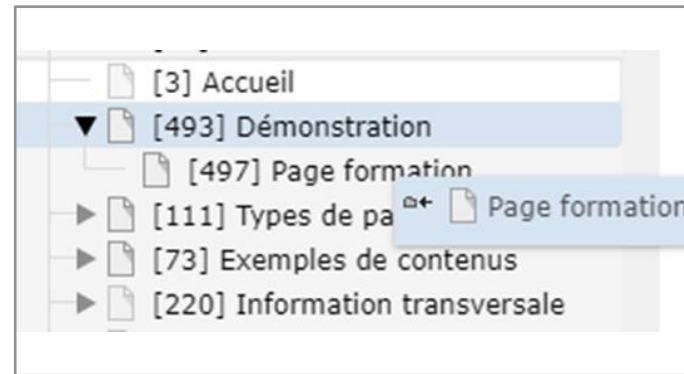 [3] Accueil
[493] Démonstration
[497] Page formation
[111] Types de pa
Page formation
[73] Exemples de contenus
[220] Information transversale